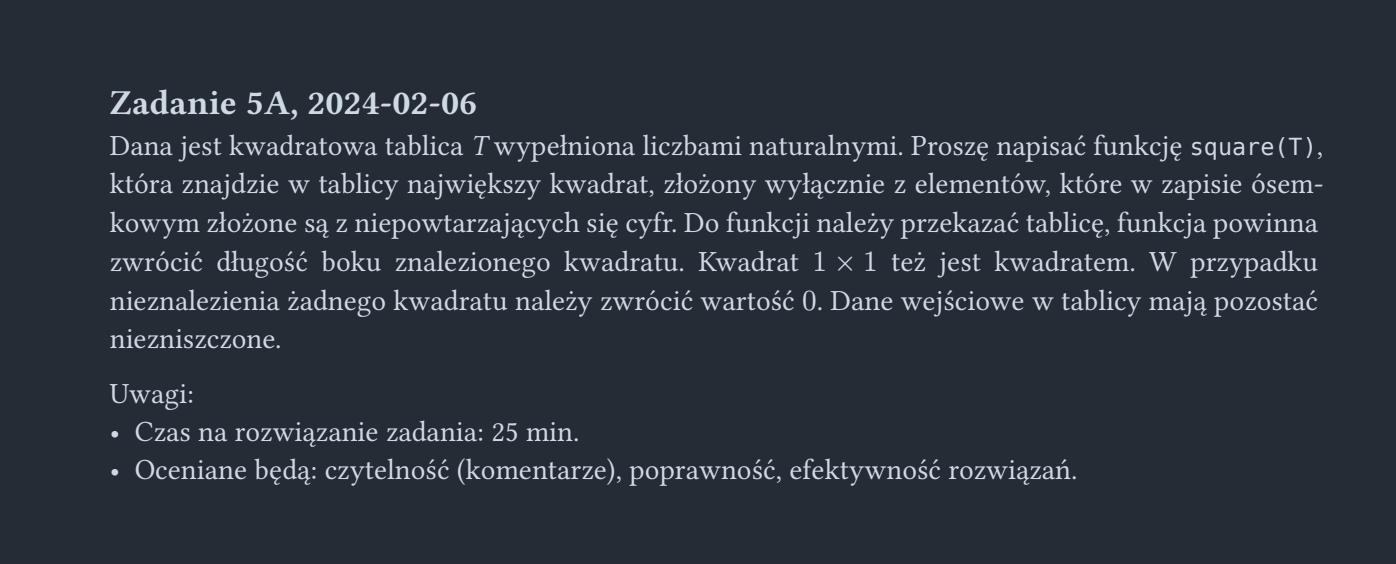 Zadanie 5A, 2024-02-06
Dana jest kwadratowa tablica T wypełniona liczbami naturalnymi. Proszę napisać funkcję square(T),
która znajdzie w tablicy największy kwadrat, złożony wyłącznie z elementów, które w zapisie ósem-
kowym złożone są z niepowtarzających się cyfr. Do funkcji należy przekazać tablicę, funkcja powinna
zwrócić długość boku znalezionego kwadratu. Kwadrat 1 × 1 też jest kwadratem. W przypadku
nieznalezienia żadnego kwadratu należy zwrócić wartość 0. Dane wejściowe w tablicy mają pozostać
niezniszczone.
Uwagi:
• Czas na rozwiązanie zadania: 25 min.
• Oceniane będą: czytelność (komentarze), poprawność, efektywność rozwiązań.